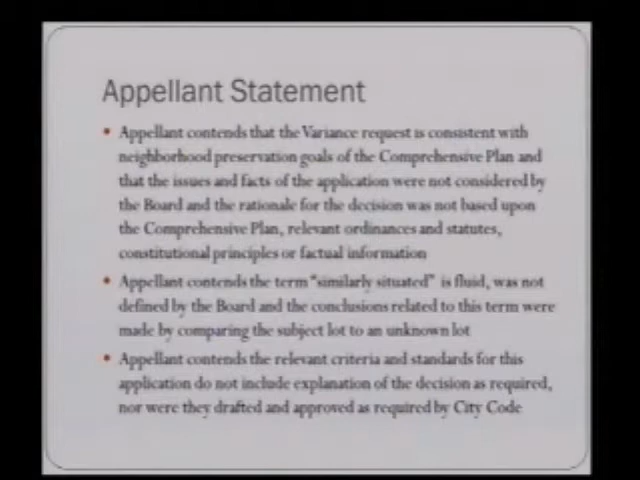 Appellant Statement
• Appellant contends that the Variance request is consistent with
neighborhood preservation goals of the Comprehensive Plan and
that the issues and facts of the application were not considered by
the Board and the rationale for the decision was not based upon
the Comprehensive Plan, relevant ordinances and statutes,
constitutional principles or factual information
• Appellant contends the term “similarly situated” is fluid, was not
defined by the Board and the conclusions related to this term were
made by comparing the subject lot to an unknown lot
• Appellant contends the relevant criteria and standards for this
application do not include explanation of the decision as required,
nor were they drafted and approved as required by City Code